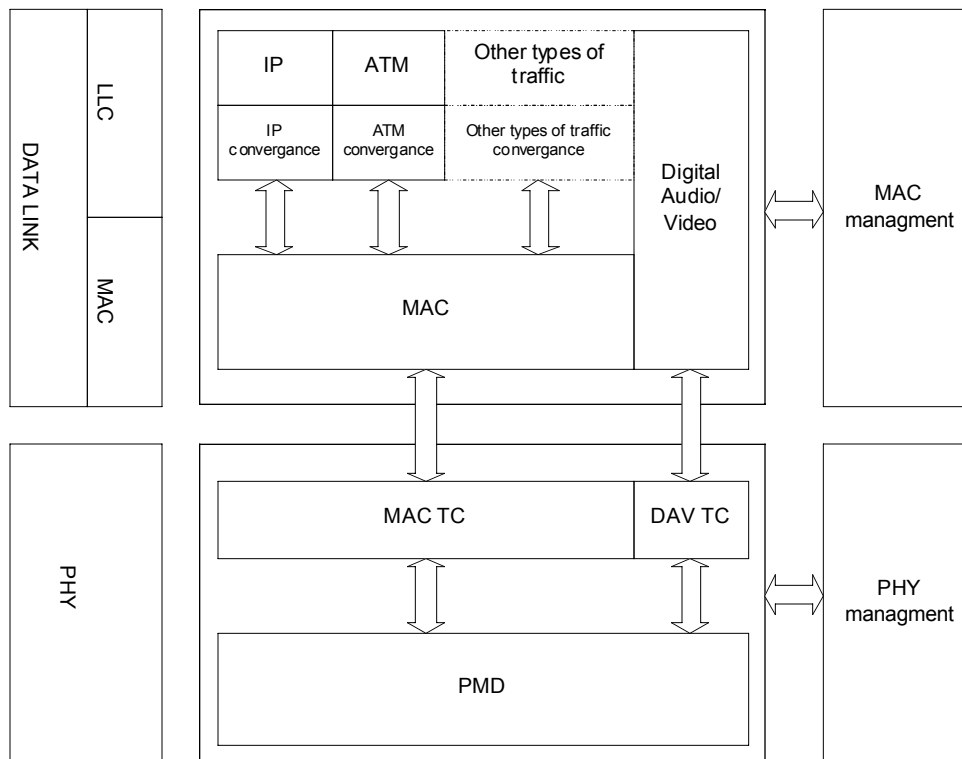 DATA LINK
LLC
MAC
IP
ATM
Other types of
traffic
IP
convergance
ATM
convergance
Other types of traffic
convergance
Digital
Audio/
Video
MAC
MAC
managment
PHY
MAC TC
DAV TC
PMD
PHY
managment